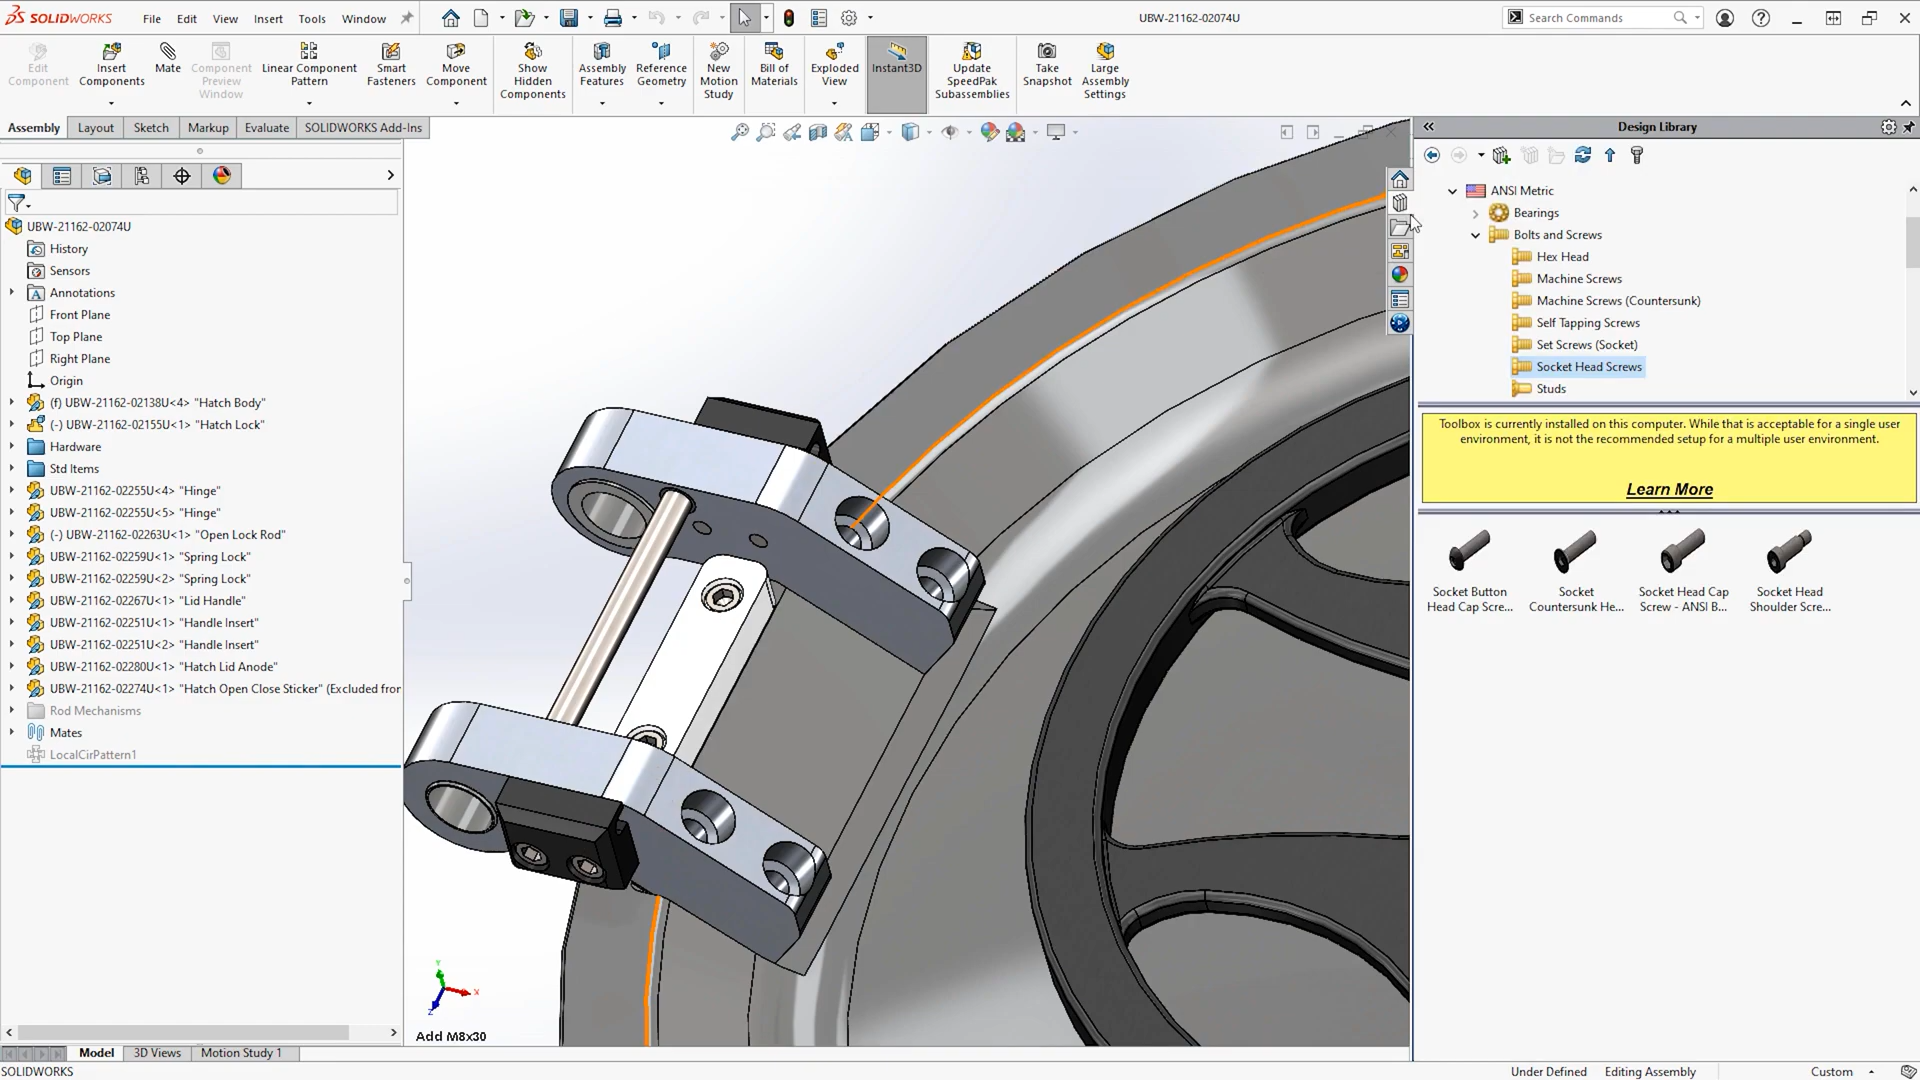 SOLIDWORKS
File
Edit
View
Insert
Tools
Window
UBW-21162-02074U
Search Commands
Edit
Component
Insert
Components
Mate
Component
Preview
Window
Linear Component
Pattern
Smart
Fasteners
Move
Component
Show
Hidden
Components
Assembly
Features
Reference
Geometry
New
Motion
Study
Bill of
Materials
Exploded
View
Instant3D
Update
SpeedPak
Subassemblies
Take
Snapshot
Large
Assembly
Settings
Assembly
Layout
Sketch
Markup
Evaluate
SOLIDWORKS Add-Ins
UBW-21162-02074U
History
Sensors
Annotations
Front Plane
Top Plane
Right Plane
Origin
(f) UBW-21162-02138U<4> "Hatch Body"
(-) UBW-21162-02155U<1> "Hatch Lock"
Hardware
Std Items
UBW-21162-02255U<4> "Hinge"
UBW-21162-02255U<5> "Hinge"
(-) UBW-21162-02263U<1> "Open Lock Rod"
UBW-21162-02259U<1> "Spring Lock"
UBW-21162-02259U<2> "Spring Lock"
UBW-21162-02267U<1> "Lid Handle"
UBW-21162-02251U<1> "Handle Insert"
UBW-21162-02251U<2> "Handle Insert"
UBW-21162-02280U<1> "Hatch Lid Anode"
UBW-21162-02274U<1> "Hatch Open Close Sticker" (Excluded fror
Rod Mechanisms
Mates
LocalCirPattern1
Y
X
Z
Add M8x30
Design Library
ANSI Metric
Bearings
Bolts and Screws
Hex Head
Machine Screws
Machine Screws (Countersunk)
Self Tapping Screws
Set Screws (Socket)
Socket Head Screws
Studs
Toolbox is currently installed on this computer. While that is acceptable for a single user
environment, it is not the recommended setup for a multiple user environment.
Learn More
Socket Button
Head Cap Scre...
Socket
Countersunk He...
Socket Head Cap
Screw - ANSI B...
Socket Head
Shoulder Scre...
Model
3D Views
Motion Study 1
SOLIDWORKS
Under Defined
Editing Assembly
Custom